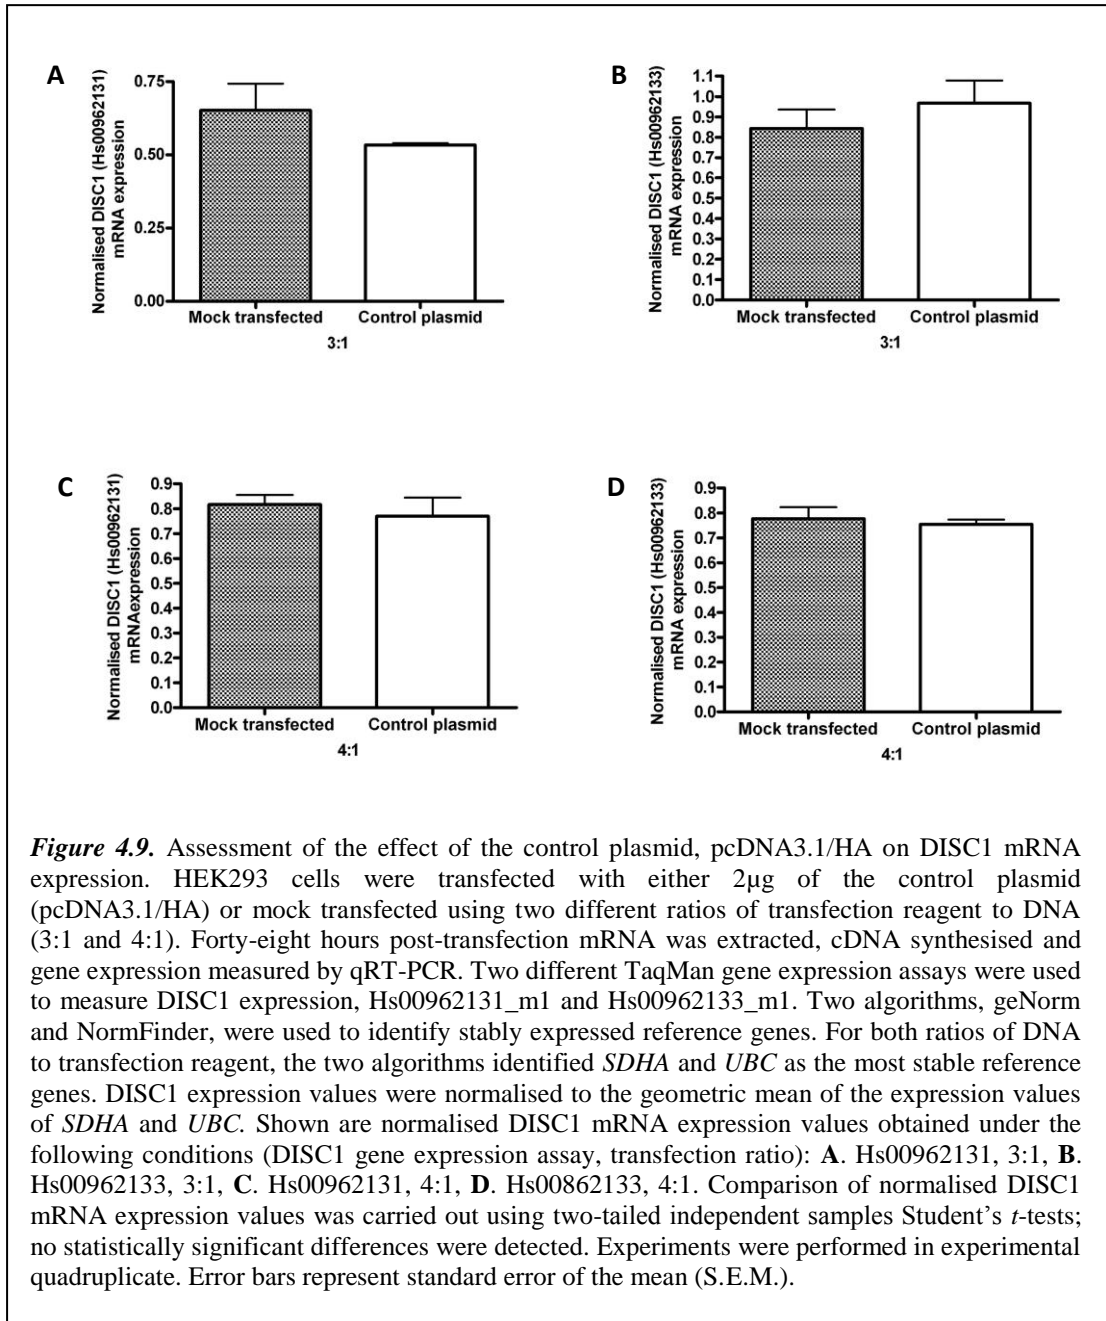 A
Normalised DISC1 (Hs00962131)
mRNA expression
0.75
0.50
0.25
0.00
Mock transfected
Control plasmid
3:1
B
Normalised DISC1 (Hs00962133)
mRNA expression
1.1
1.0
0.9
0.8
0.7
0.6
0.5
0.4
0.3
0.2
0.1
0.0
Mock transfected
Control plasmid
3:1
C
Normalised DISC1 (Hs00962131)
mRNAexpression
0.9
0.8
0.7
0.6
0.5
0.4
0.3
0.2
0.1
0.0
Mock transfected
Control plasmid
4:1
D
Normalised DISC1 (Hs00962133)
mRNA expression
0.9
0.8
0.7
0.6
0.5
0.4
0.3
0.2
0.1
0.0
Mock transfected
Control plasmid
4:1
Figure 4.9. Assessment of the effect of the control plasmid, pcDNA3.1/HA on DISC1 mRNA
expression. HEK293 cells were transfected with either 2µg of the control plasmid
(pcDNA3.1/HA) or mock transfected using two different ratios of transfection reagent to DNA
(3:1 and 4:1). Forty-eight hours post-transfection mRNA was extracted, cDNA synthesised and
gene expression measured by qRT-PCR. Two different TaqMan gene expression assays were used
to measure DISC1 expression, Hs00962131_m1 and Hs00962133_m1. Two algorithms, geNorm
and NormFinder, were used to identify stably expressed reference genes. For both ratios of DNA
to transfection reagent, the two algorithms identified SDHA and UBC as the most stable reference
genes. DISC1 expression values were normalised to the geometric mean of the expression values
of SDHA and UBC. Shown are normalised DISC1 mRNA expression values obtained under the
following conditions (DISC1 gene expression assay, transfection ratio): A. Hs00962131, 3:1, B.
Hs00962133, 3:1, C. Hs00962131, 4:1, D. Hs00862133, 4:1. Comparison of normalised DISC1
mRNA expression values was carried out using two-tailed independent samples Student's t-tests;
no statistically significant differences were detected. Experiments were performed in experimental
quadruplicate. Error bars represent standard error of the mean (S.E.M.).